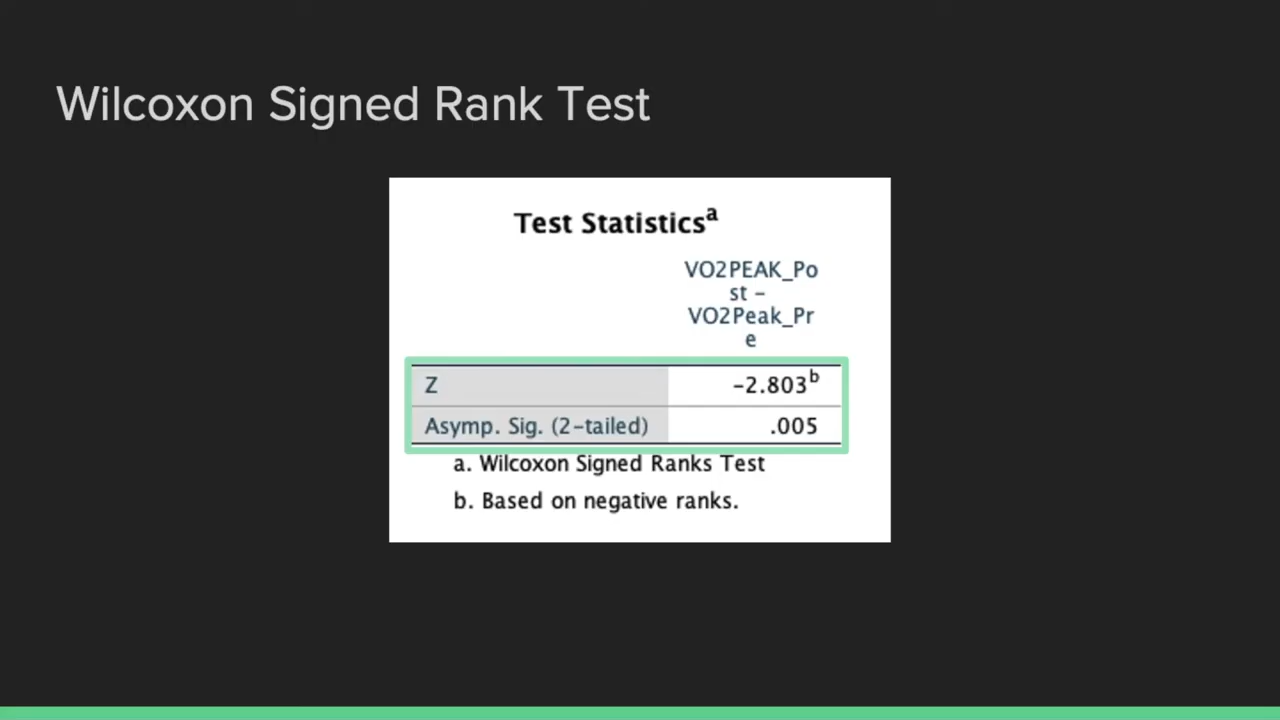 Wilcoxon Signed Rank Test
Test Statisticsᵃ
VO2PEAK_Po
st –
VO2Peak_Pr
e
Z -2.803ᵇ
Asymp. Sig. (2-tailed) .005
a. Wilcoxon Signed Ranks Test
b. Based on negative ranks.